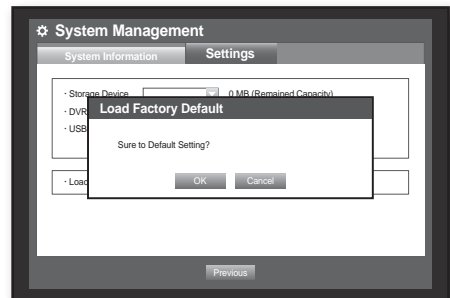 System Management
System Information Settings
· Storage Device 0 MB (Remained Capacity)
· DVR
Load Factory Default
· USB
Sure to Default Setting?
· Load
OK Cancel
Previous